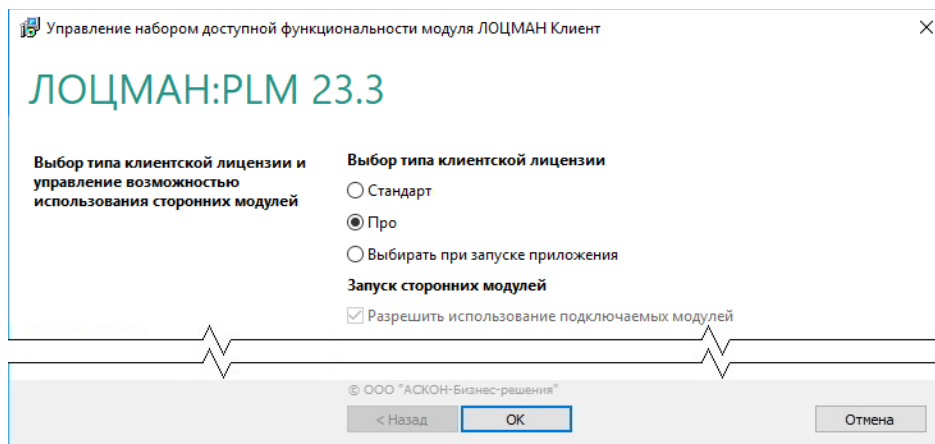 Управление набором доступной функциональности модуля ЛОЦМАН Клиент
ЛОЦМАН:PLM 23.3
Выбор типа клиентской лицензии и
управление возможностью
использования сторонних модулей
Выбор типа клиентской лицензии
Стандарт
Про
Выбирать при запуске приложения
Запуск сторонних модулей
Разрешить использование подключаемых модулей
© ООО "АСКОН-Бизнес-решения"
< Назад
OK
Отмена